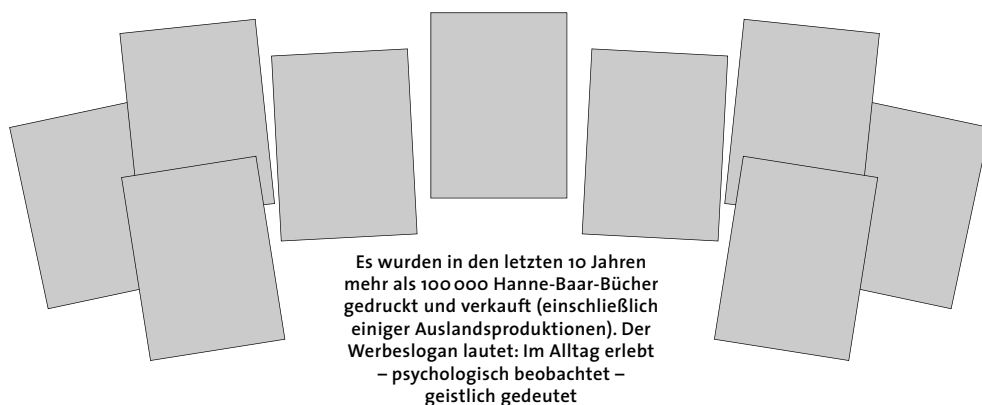 Es wurden in den letzten 10 Jahren
mehr als 100 000 Hanne-Baar-Bücher
gedruckt und verkauft (einschließlich
einiger Auslandsproduktionen). Der
Werbeslogan lautet: Im Alltag erlebt
– psychologisch beobachtet –
geistlich gedeutet